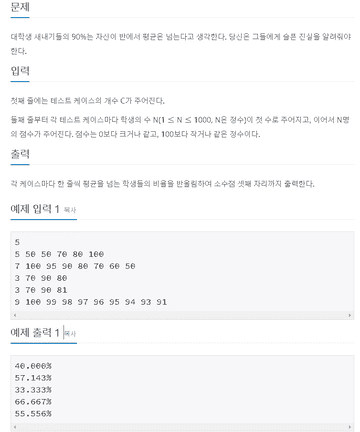 문제
대학생 새내기들의 90%는 자신이 반에서 평균은 넘는다고 생각한다. 당신은 그들에게 슬픈 진실을 알려줘야
한다.
입력
첫째 줄에는 테스트 케이스의 개수 C가 주어진다.
둘째 줄부터 각 테스트 케이스마다 학생의 수 N(1 ≤ N ≤ 1000, N은 정수)이 첫 수로 주어지고, 이어서 N명
의 점수가 주어진다. 점수는 0보다 크거나 같고, 100보다 작거나 같은 정수이다.
출력
각 케이스마다 한 줄씩 평균을 넘는 학생들의 비율을 반올림하여 소수점 셋째 자리까지 출력한다.
예제 입력 1 복사
5
5 50 50 70 80 100
7 100 95 90 80 70 60 50
3 70 90 80
3 70 90 81
9 100 99 98 97 96 95 94 93 91
예제 출력 1 복사
40.000%
57.143%
33.333%
66.667%
55.556%